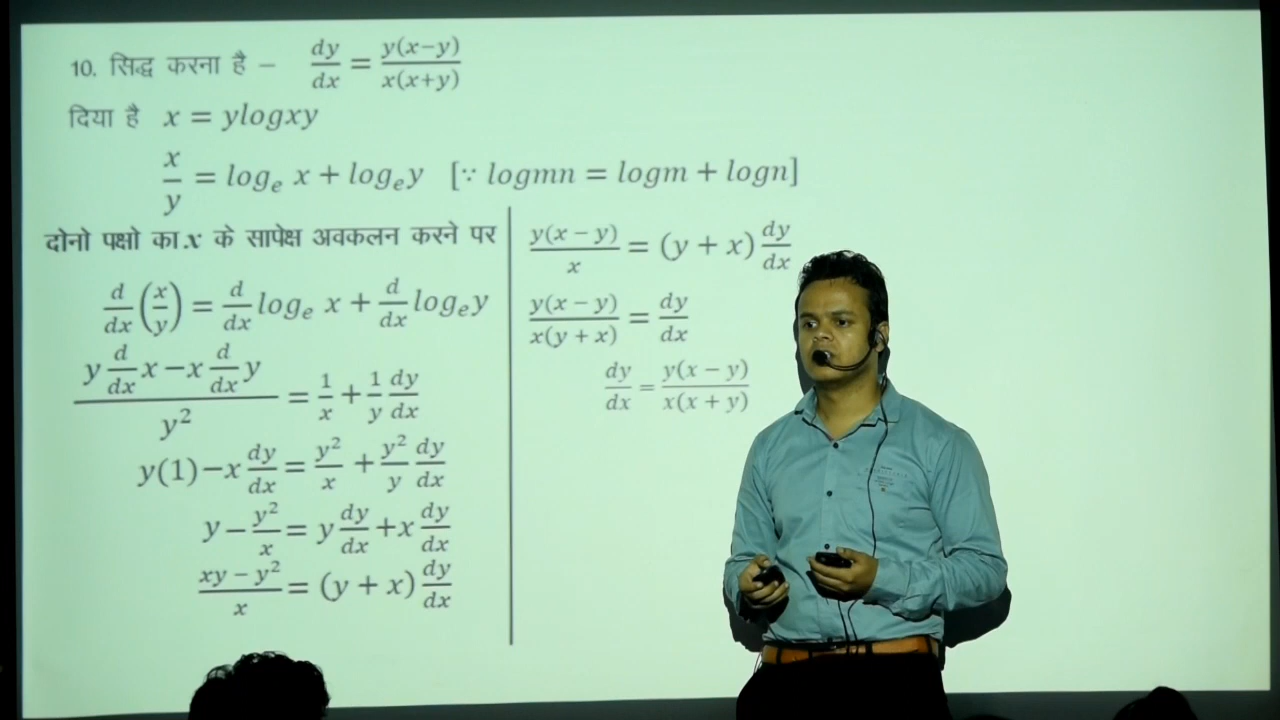 10. सिद्ध करना है – dy/dx = y(x−y)/x(x+y)
दिया है x = ylogxy
x/y = logₑ x + logₑy [∵ logmn = logm + logn]
दोनो पक्षो का x के सापेक्ष अवकलन करने पर
d/dx (x/y) = d/dx logₑ x + d/dx logₑy
(y d/dx x − x d/dx y)/y² = 1/x + 1/y dy/dx
y(1) − x dy/dx = y²/x + y²/y dy/dx
y − y²/x = y dy/dx + x dy/dx
(xy − y²)/x = (y + x) dy/dx
y(x − y)/x = (y + x) dy/dx
y(x − y)/x(y + x) = dy/dx
dy/dx = y(x − y)/x(x + y)